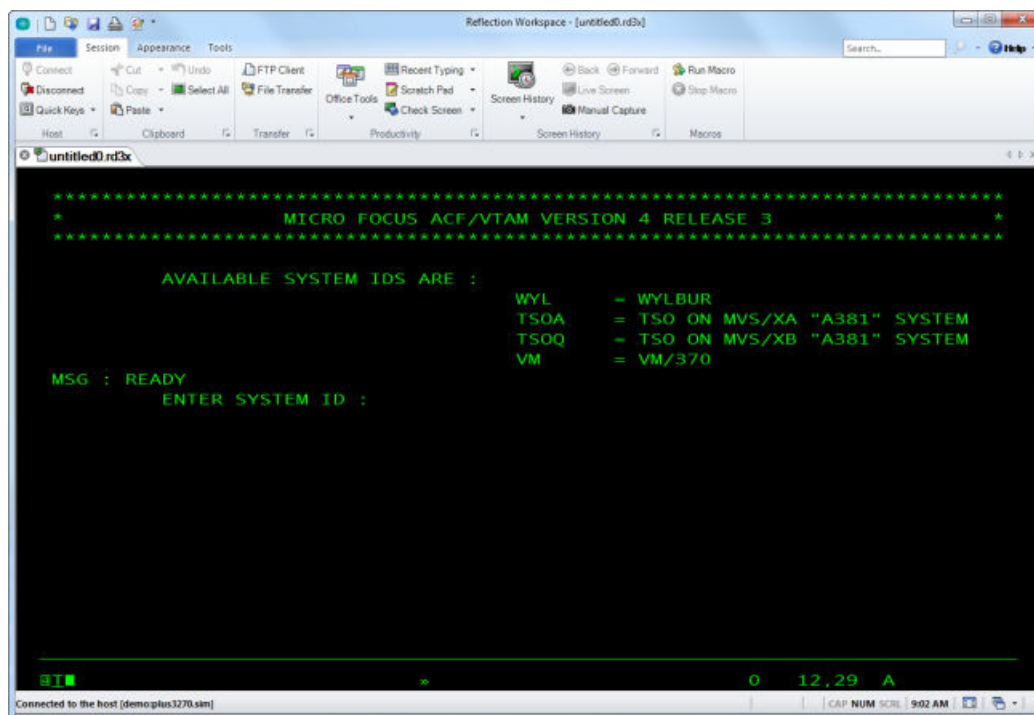 Reflection Workspace - [untitled0.rd3x]
File Session Appearance Tools Search... Help
Connect Cut Undo FTP Client Recent Typing Back Forward Run Macro
Disconnect Copy Select All File Transfer Office Tools Scratch Pad Screen History Live Screen Stop Macro
Quick Keys Paste Check Screen Manual Capture
Host Clipboard Transfer Productivity Screen History Macros
untitled0.rd3x
******************************************************************************
* MICRO FOCUS ACF/VTAM VERSION 4 RELEASE 3 *
******************************************************************************
AVAILABLE SYSTEM IDS ARE :
WYL = WYLBUR
TSOA = TSO ON MVS/XA "A381" SYSTEM
TSOQ = TSO ON MVS/XB "A381" SYSTEM
VM = VM/370
MSG : READY
ENTER SYSTEM ID :
» O 12,29 A
Connected to the host [demo:plus3270.sim] CAP NUM SCRL 9:02 AM